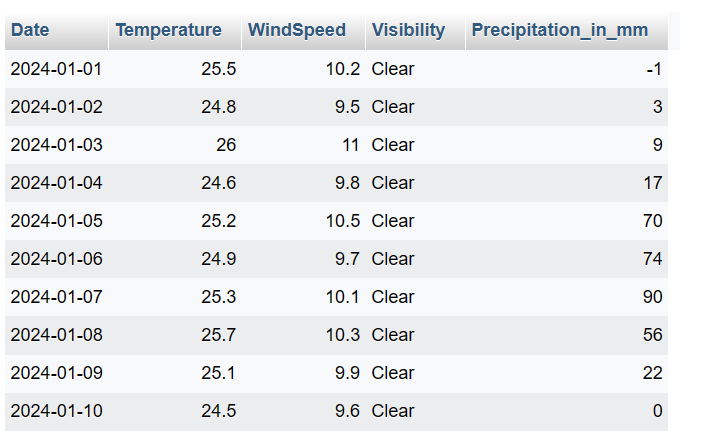 Date Temperature WindSpeed Visibility Precipitation_in_mm
2024-01-01 25.5 10.2 Clear -1
2024-01-02 24.8 9.5 Clear 3
2024-01-03 26 11 Clear 9
2024-01-04 24.6 9.8 Clear 17
2024-01-05 25.2 10.5 Clear 70
2024-01-06 24.9 9.7 Clear 74
2024-01-07 25.3 10.1 Clear 90
2024-01-08 25.7 10.3 Clear 56
2024-01-09 25.1 9.9 Clear 22
2024-01-10 24.5 9.6 Clear 0